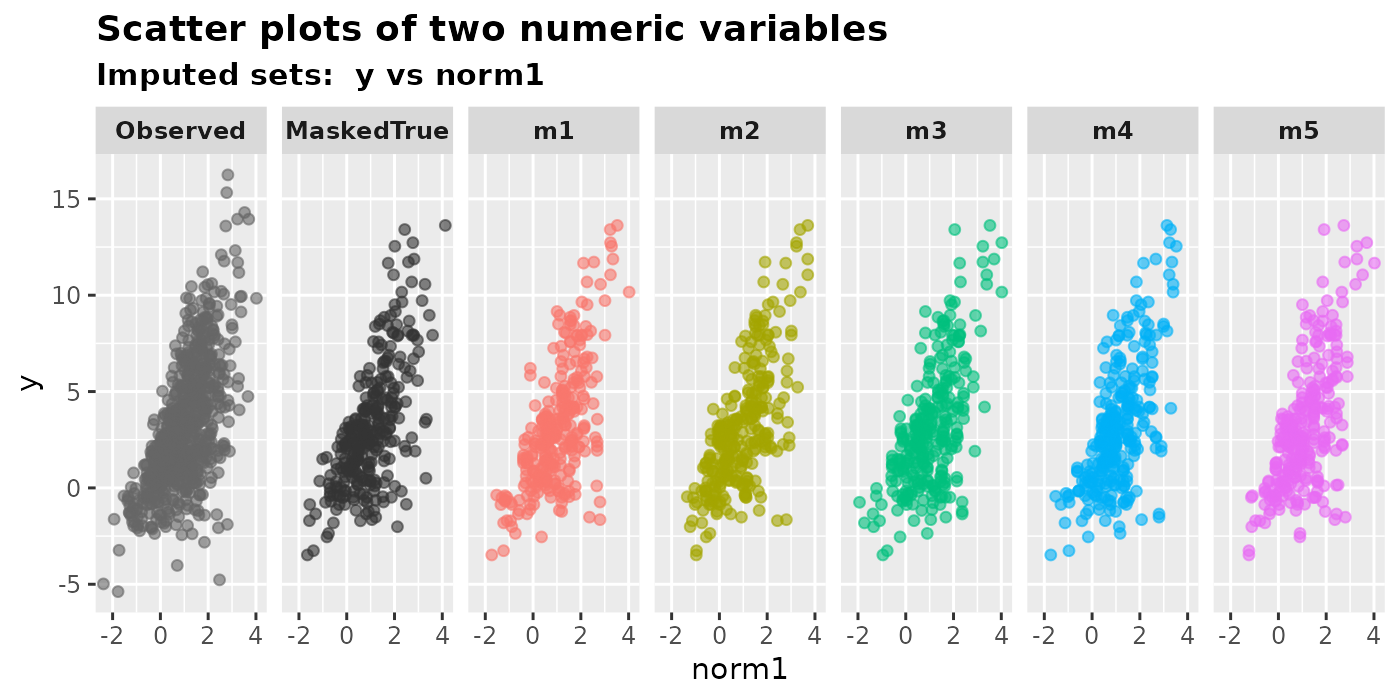 Scatter plots of two numeric variables
Imputed sets:  y vs norm1
Observed MaskedTrue m1 m2 m3 m4 m5
15
10
5
0
-5
y
-2 0 2 4 -2 0 2 4 -2 0 2 4 -2 0 2 4 -2 0 2 4 -2 0 2 4 -2 0 2 4
norm1